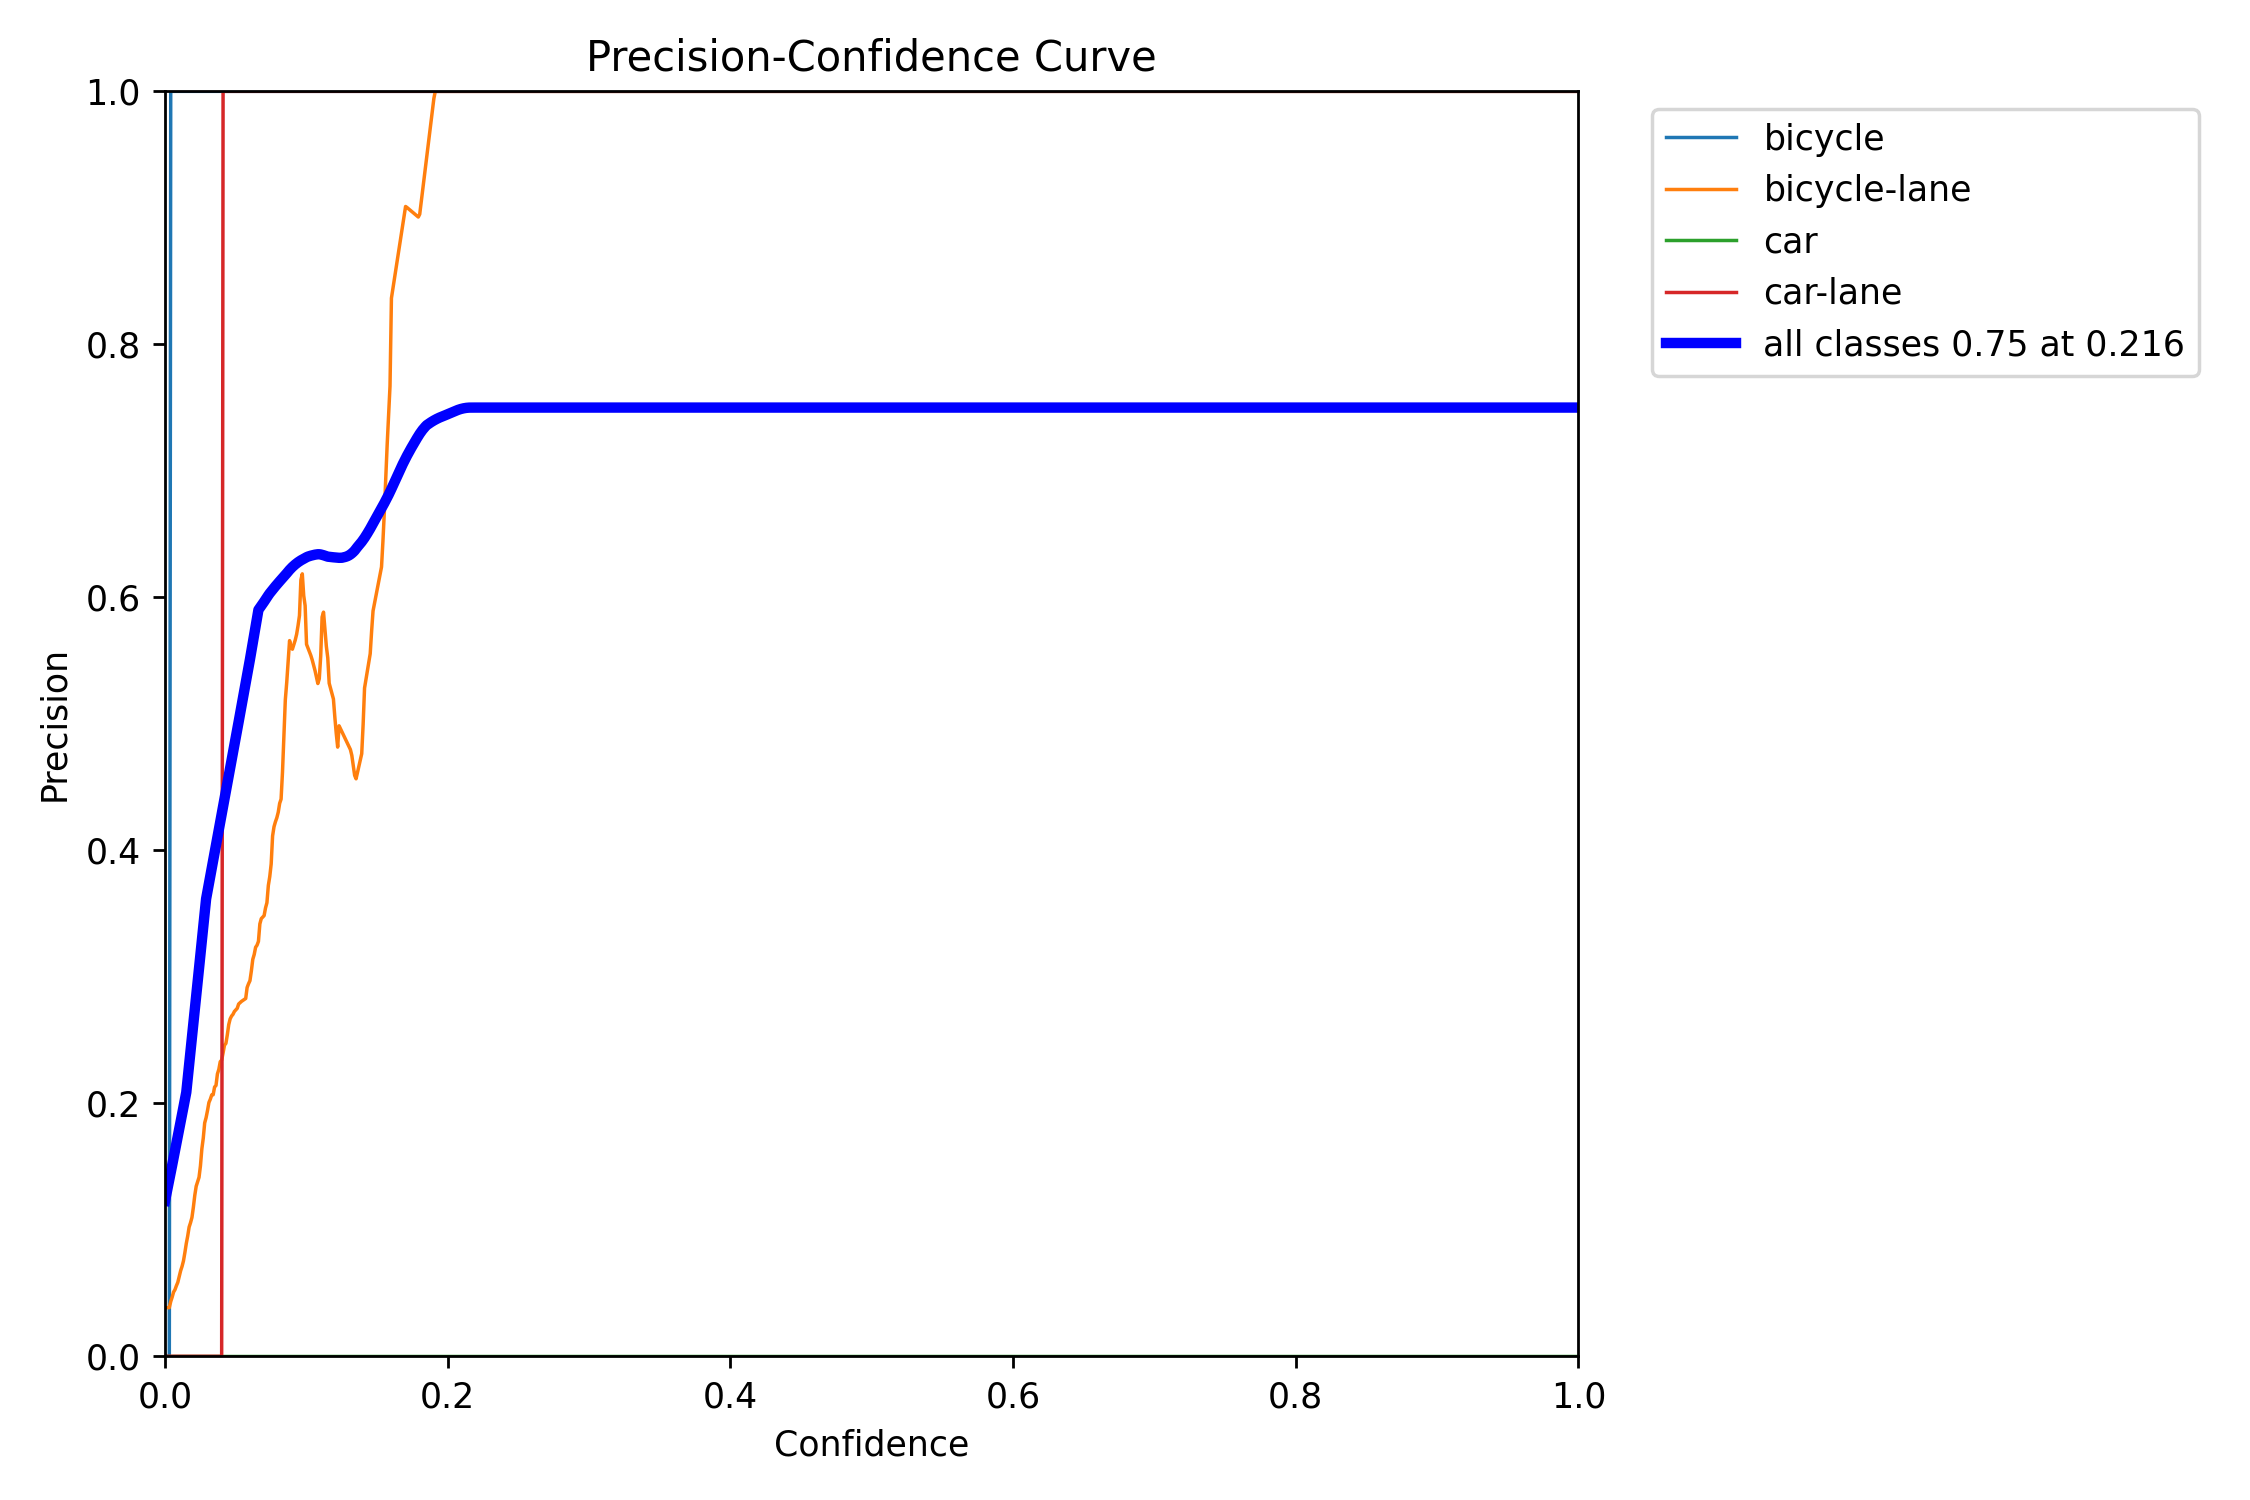 Precision-Confidence Curve
1.0
0.8
0.6
0.4
0.2
0.0
Precision
0.0
0.2
0.4
0.6
0.8
1.0
Confidence
bicycle
bicycle-lane
car
car-lane
all classes 0.75 at 0.216